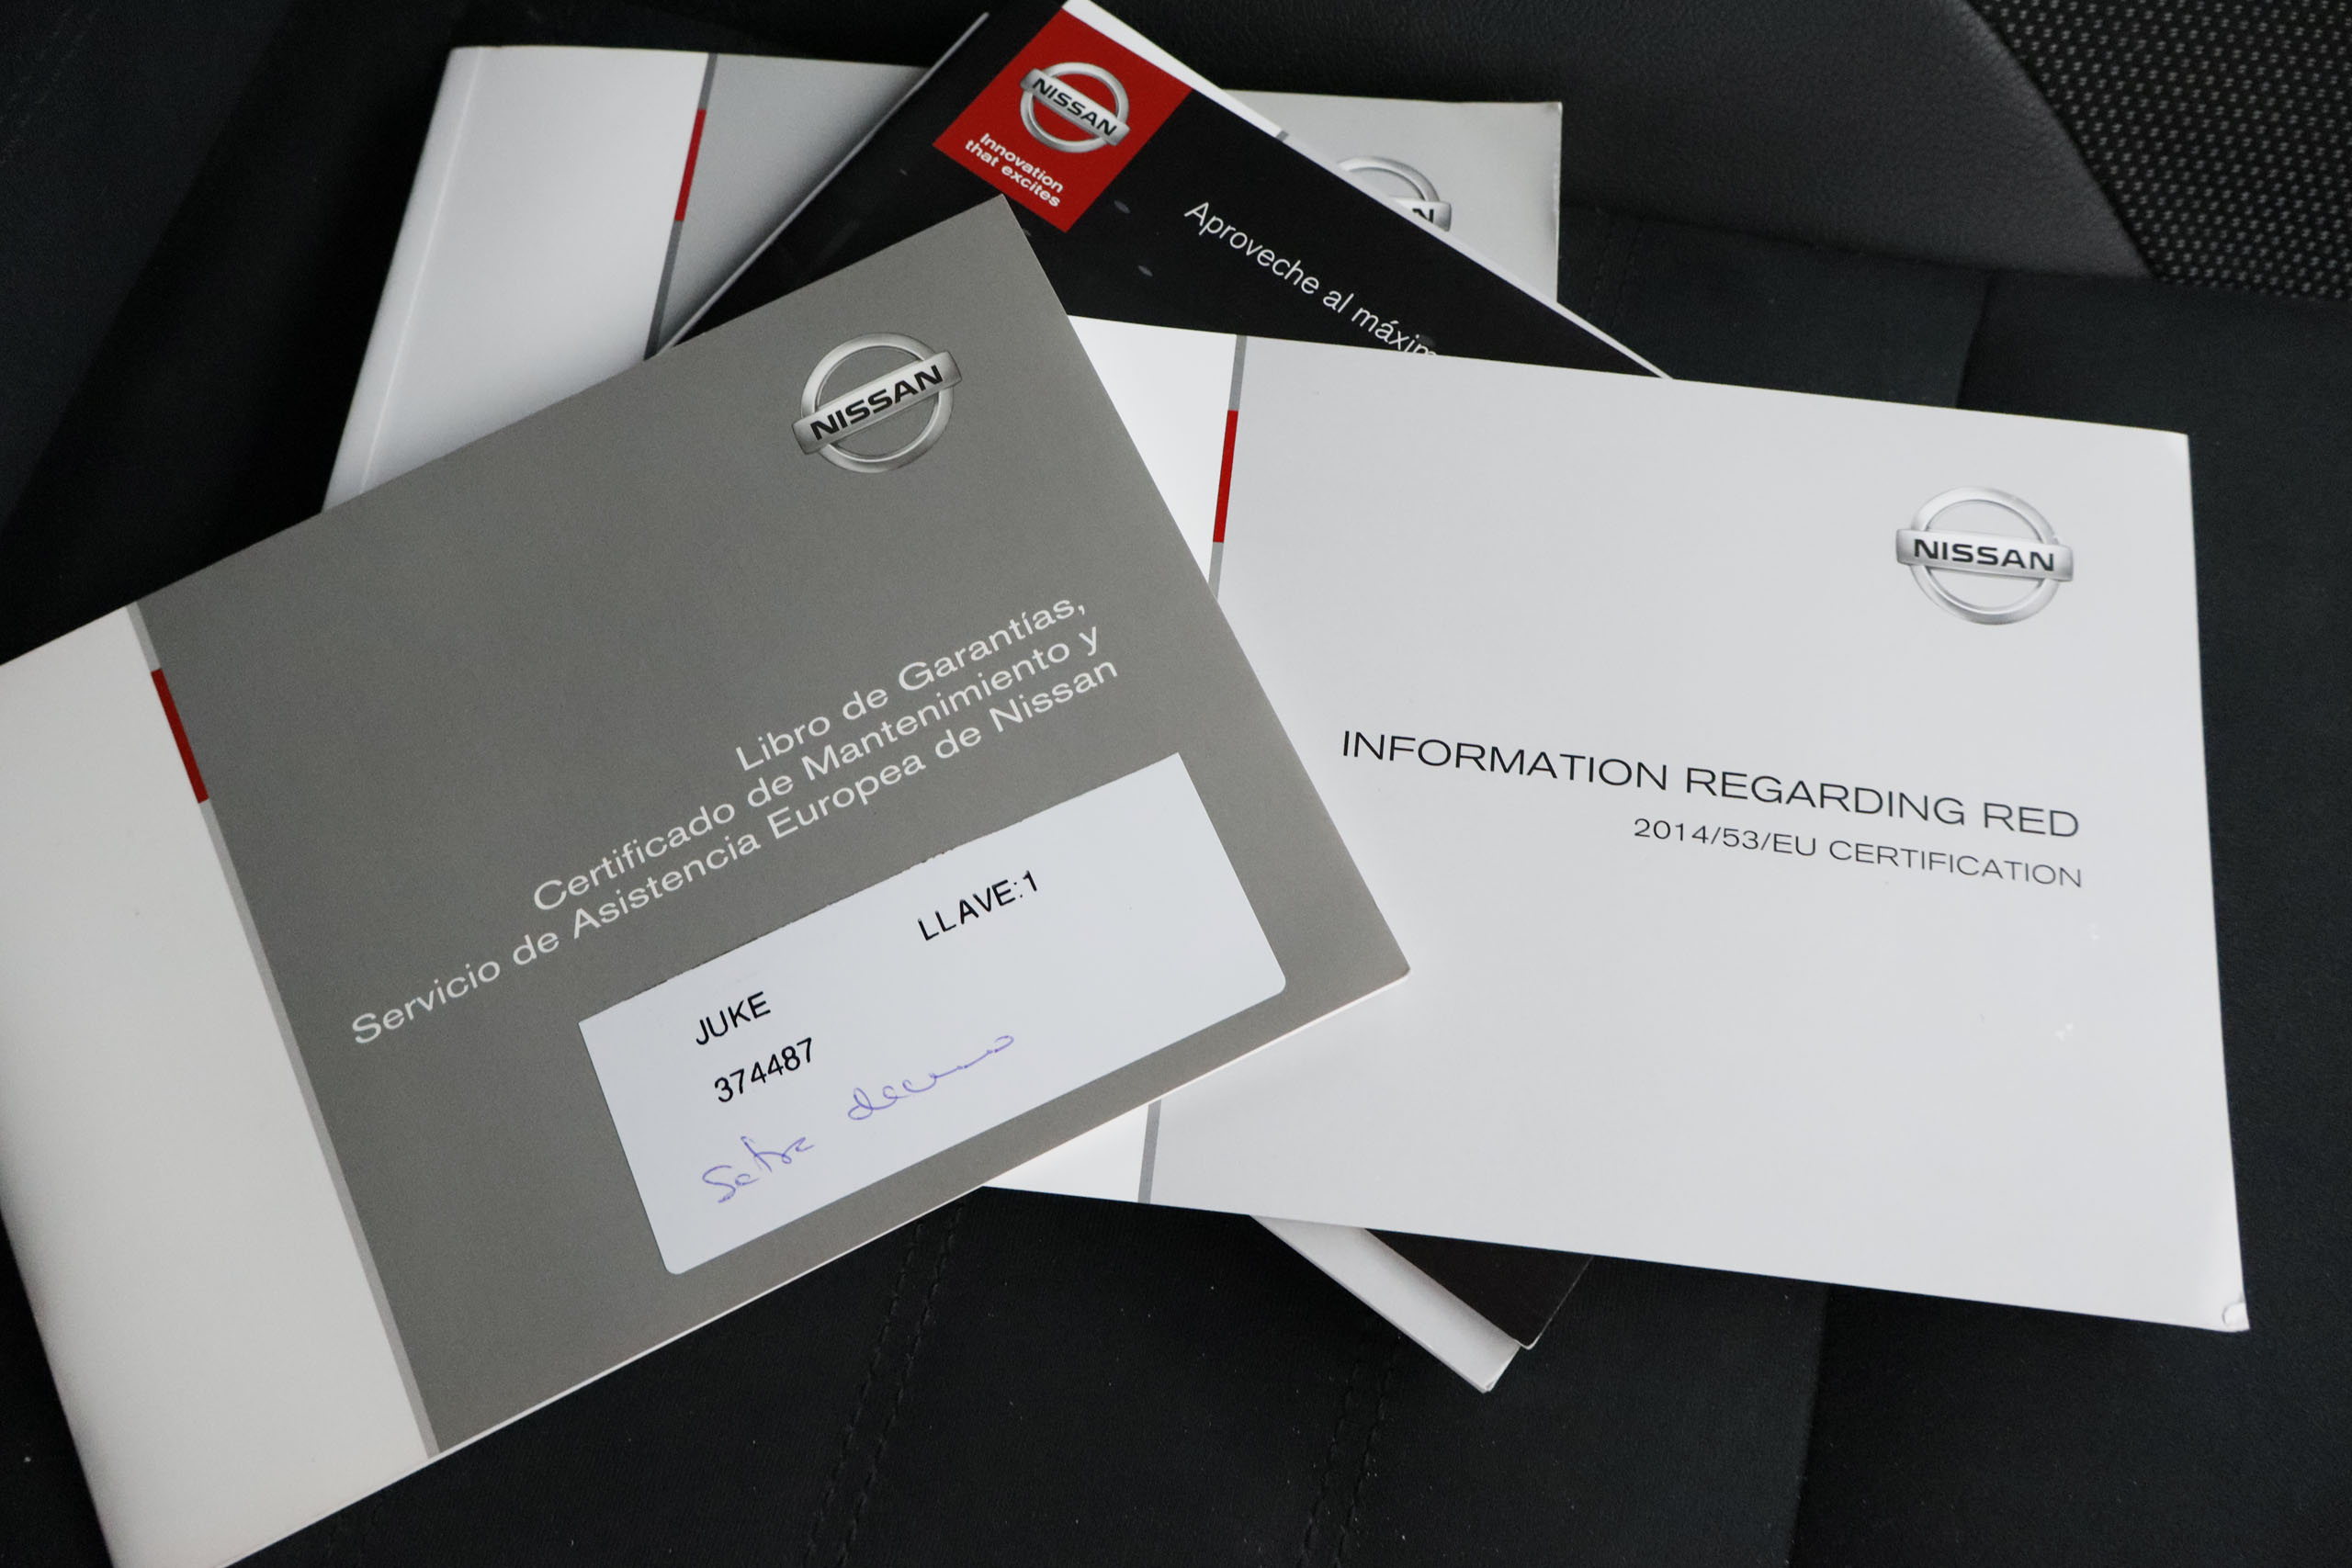 NISSAN
Innovation
that excites
Aproveche al
NISSAN
Libro de Garantías,
Certificado de Mantenimiento y
Servicio de Asistencia Europea de Nissan
LLAVE:1
JUKE
374487
NISSAN
INFORMATION REGARDING RED
2014/53/EU CERTIFICATION